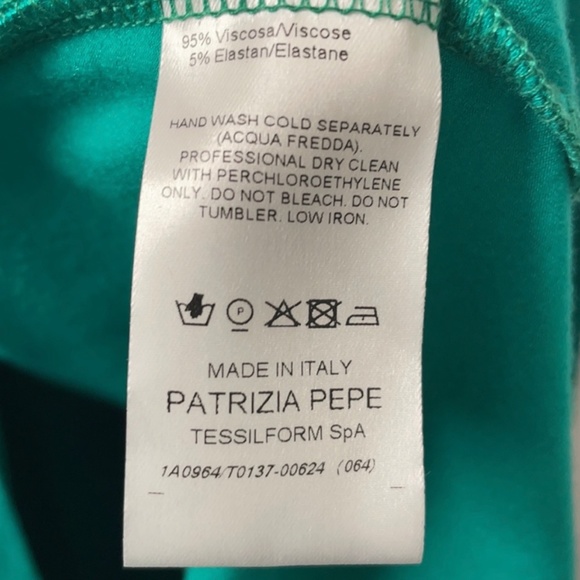 95% Viscosa/Viscose
5% Elastan/Elastane
HAND WASH COLD SEPARATELY
(ACQUA FREDDA).
PROFESSIONAL DRY CLEAN
WITH PERCHLOROETHYLENE
ONLY. DO NOT BLEACH. DO NOT
TUMBLER. LOW IRON.
P
MADE IN ITALY
PATRIZIA PEPE
TESSILFORM SpA
1A0964/T0137-00624 (064)